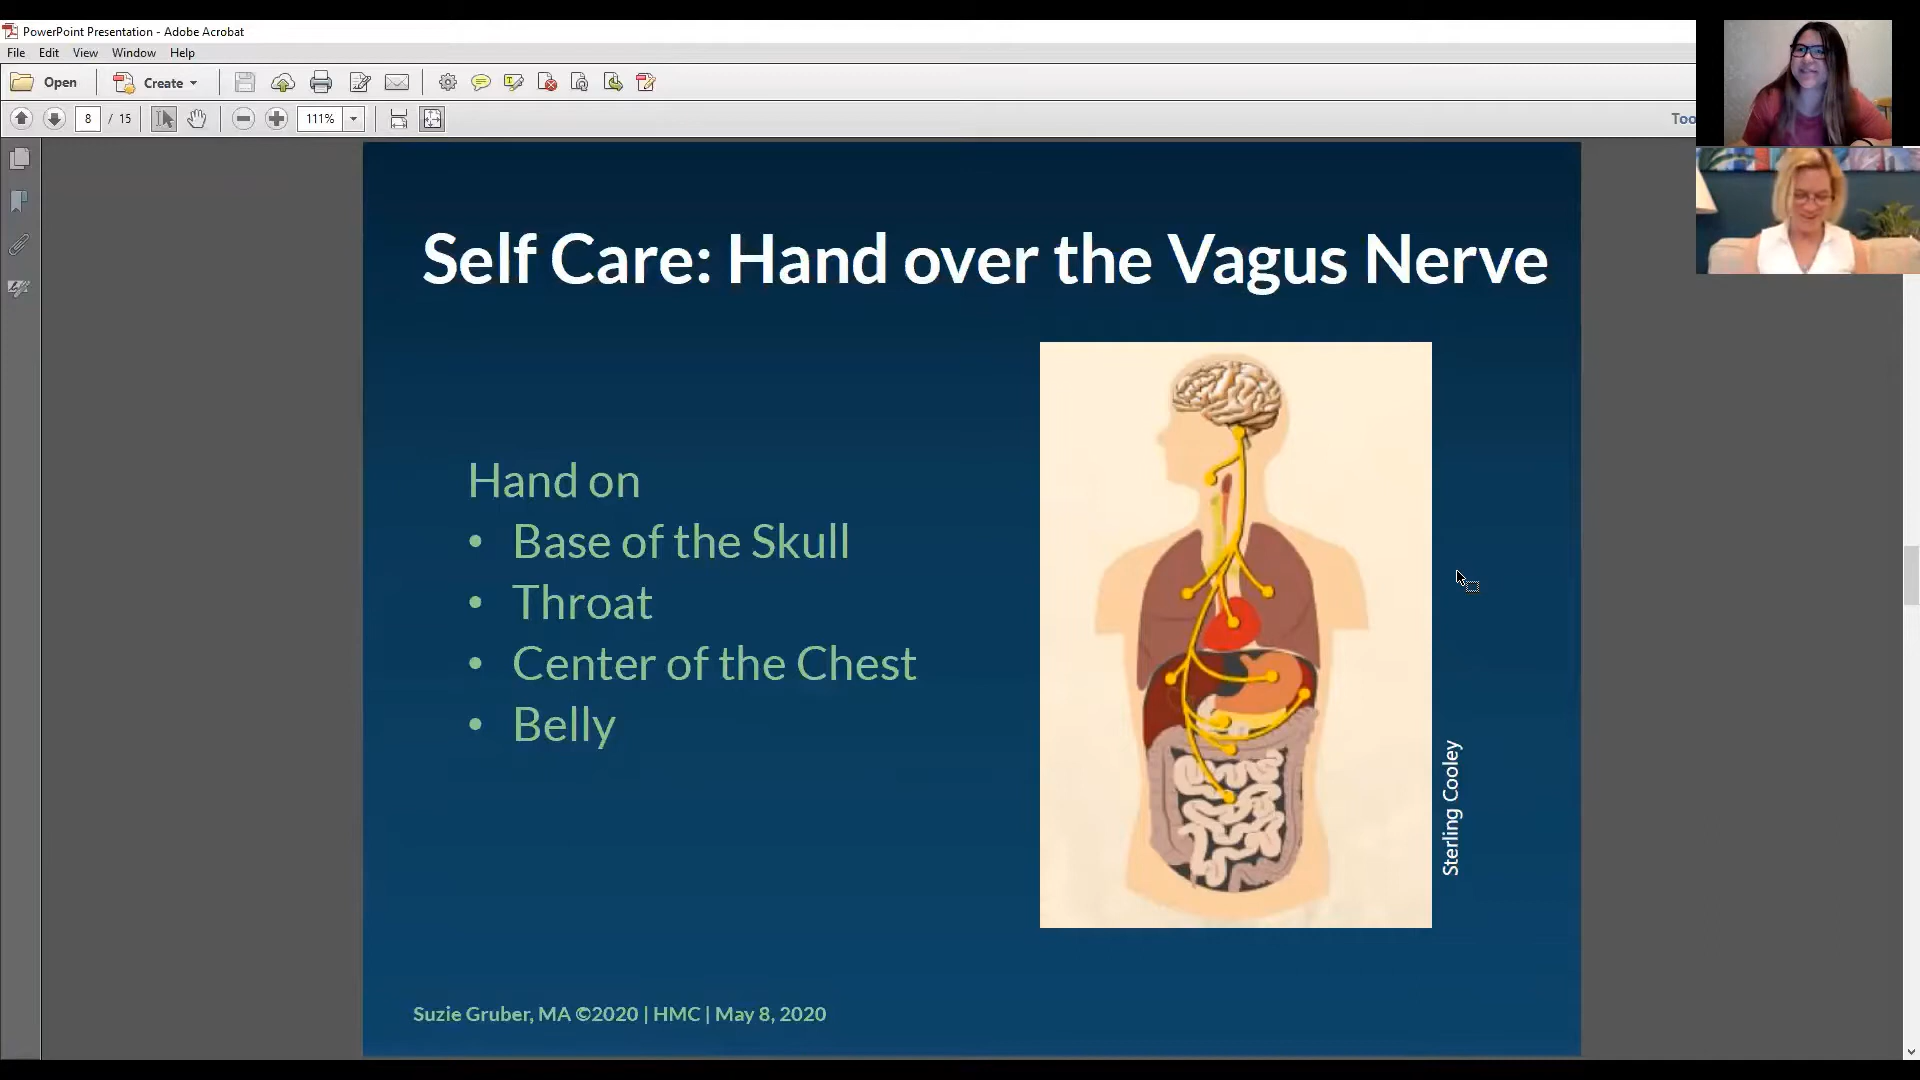 PowerPoint Presentation - Adobe Acrobat
File Edit View Window Help
Open Create
8 / 15 111% Too
Self Care: Hand over the Vagus Nerve
Hand on
• Base of the Skull
• Throat
• Center of the Chest
• Belly
Sterling Cooley
Suzie Gruber, MA ©2020 | HMC | May 8, 2020